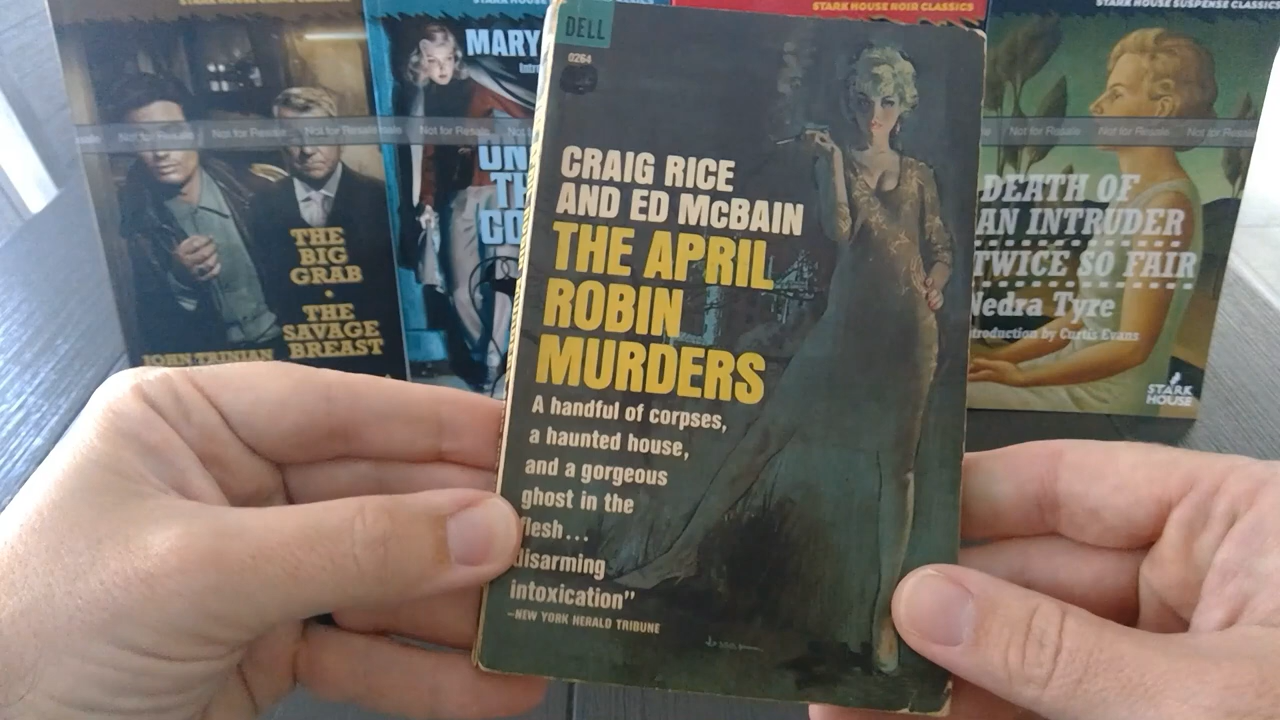 STARK HOUSE NOIR CLASSICS
STARK HOUSE SUSPENSE CLASSICS
DELL
0264
CRAIG RICE
AND ED McBAIN
THE APRIL
ROBIN
MURDERS
A handful of corpses,
a haunted house,
and a gorgeous
ghost in the
flesh...
disarming
intoxication”
—NEW YORK HERALD TRIBUNE
Not for Resale Not for Resale Not for Resale
THE
BIG
GRAB
•
THE
SAVAGE
BREAST
JOHN TRINIAN
Not for Resale
MARY
Not for Resale Not for Resale Not for Resale
DEATH OF
AN INTRUDER
TWICE SO FAIR
Nedra Tyre
Introduction by Curtis Evans
STARK
HOUSE